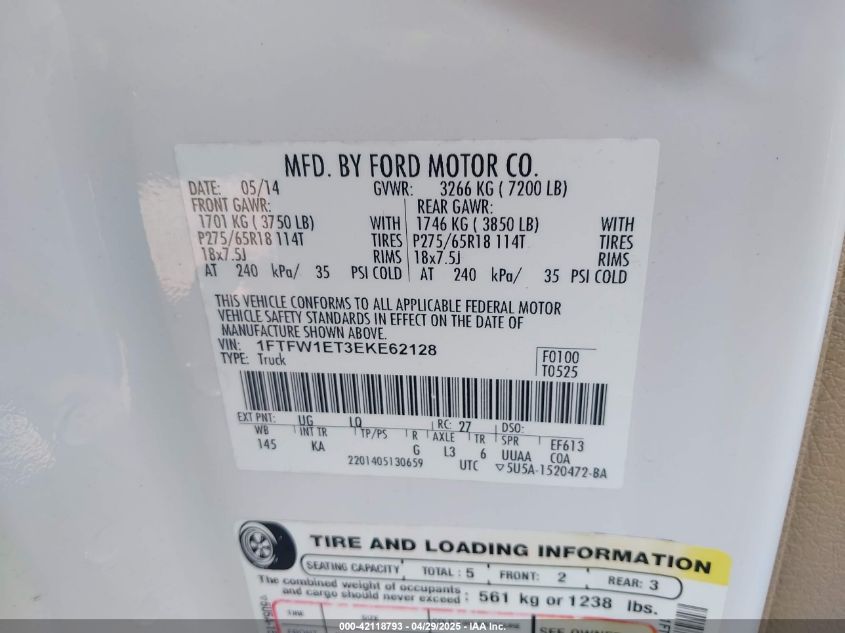 MFD. BY FORD MOTOR CO.
DATE: 05/14 GVWR: 3266 KG ( 7200 LB)
FRONT GAWR: REAR GAWR:
1701 KG ( 3750 LB) WITH 1746 KG ( 3850 LB) WITH
P275/65R18 114T TIRES P275/65R18 114T TIRES
18x7.5J RIMS 18x7.5J RIMS
AT 240 kPa/ 35 PSI COLD AT 240 kPa/ 35 PSI COLD
THIS VEHICLE CONFORMS TO ALL APPLICABLE FEDERAL MOTOR
VEHICLE SAFETY STANDARDS IN EFFECT ON THE DATE OF
MANUFACTURE SHOWN ABOVE.
VIN: 1FTFW1ET3EKE62128 F0100
TYPE: Truck T0525
EXT PNT: UG LQ RC: 27 DSO:
WB INT TR TP/PS R AXLE TR SPR EF613
145 KA G L3 6 UUAA COA
2201405130659 UTC ▽5U5A-1520472-BA
TIRE AND LOADING INFORMATION
SEATING CAPACITY TOTAL : 5 FRONT: 2 REAR: 3
The combined weight of occupants
and cargo should never exceed : 561 kg or 1238 lbs.
TIRE
FRONT
SEE OWNER
000-42118793 - 04/29/2025 - IAA Inc.